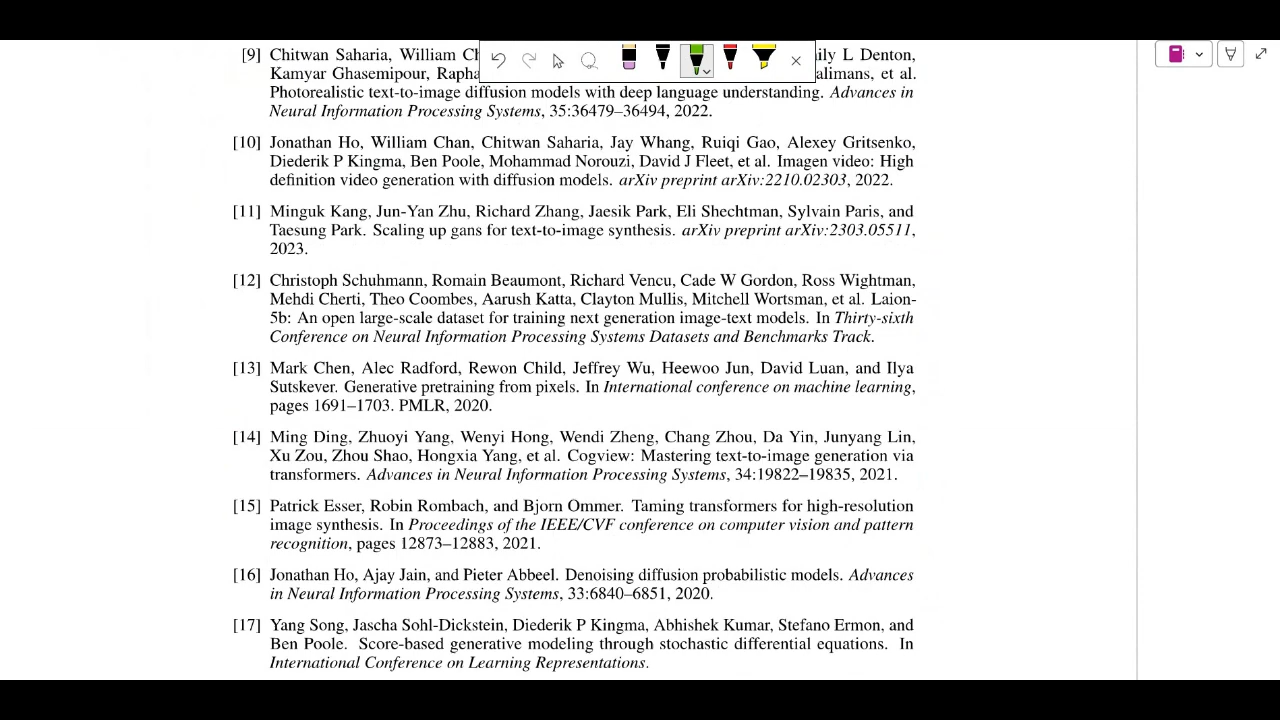 [9] Chitwan Saharia, William Ch ily L Denton,
Kamyar Ghasemipour, Rapha alimans, et al.
Photorealistic text-to-image diffusion models with deep language understanding. Advances in
Neural Information Processing Systems, 35:36479–36494, 2022.
[10] Jonathan Ho, William Chan, Chitwan Saharia, Jay Whang, Ruiqi Gao, Alexey Gritsenko,
Diederik P Kingma, Ben Poole, Mohammad Norouzi, David J Fleet, et al. Imagen video: High
definition video generation with diffusion models. arXiv preprint arXiv:2210.02303, 2022.
[11] Minguk Kang, Jun-Yan Zhu, Richard Zhang, Jaesik Park, Eli Shechtman, Sylvain Paris, and
Taesung Park. Scaling up gans for text-to-image synthesis. arXiv preprint arXiv:2303.05511,
2023.
[12] Christoph Schuhmann, Romain Beaumont, Richard Vencu, Cade W Gordon, Ross Wightman,
Mehdi Cherti, Theo Coombes, Aarush Katta, Clayton Mullis, Mitchell Wortsman, et al. Laion-
5b: An open large-scale dataset for training next generation image-text models. In Thirty-sixth
Conference on Neural Information Processing Systems Datasets and Benchmarks Track.
[13] Mark Chen, Alec Radford, Rewon Child, Jeffrey Wu, Heewoo Jun, David Luan, and Ilya
Sutskever. Generative pretraining from pixels. In International conference on machine learning,
pages 1691–1703. PMLR, 2020.
[14] Ming Ding, Zhuoyi Yang, Wenyi Hong, Wendi Zheng, Chang Zhou, Da Yin, Junyang Lin,
Xu Zou, Zhou Shao, Hongxia Yang, et al. Cogview: Mastering text-to-image generation via
transformers. Advances in Neural Information Processing Systems, 34:19822–19835, 2021.
[15] Patrick Esser, Robin Rombach, and Bjorn Ommer. Taming transformers for high-resolution
image synthesis. In Proceedings of the IEEE/CVF conference on computer vision and pattern
recognition, pages 12873–12883, 2021.
[16] Jonathan Ho, Ajay Jain, and Pieter Abbeel. Denoising diffusion probabilistic models. Advances
in Neural Information Processing Systems, 33:6840–6851, 2020.
[17] Yang Song, Jascha Sohl-Dickstein, Diederik P Kingma, Abhishek Kumar, Stefano Ermon, and
Ben Poole. Score-based generative modeling through stochastic differential equations. In
International Conference on Learning Representations.